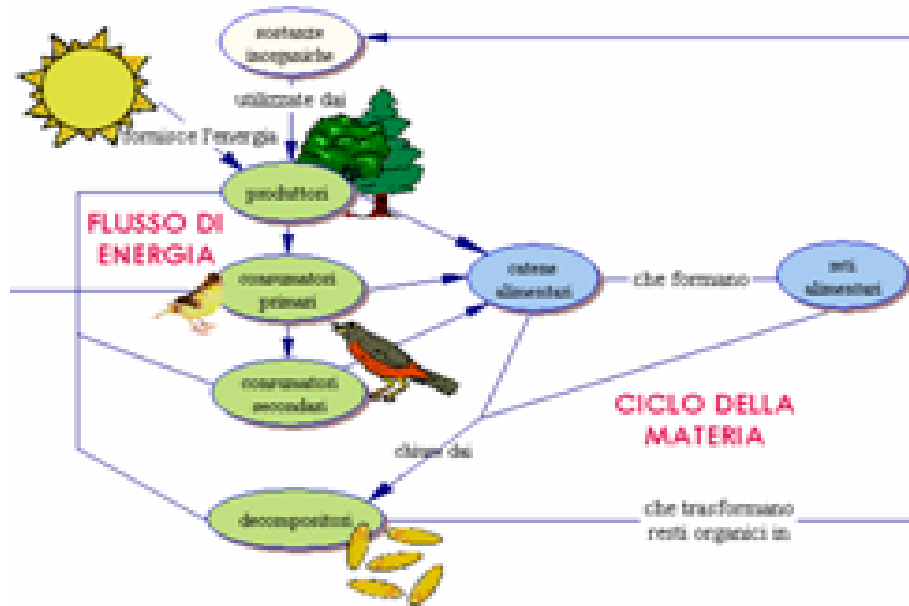 sostanze
inorganiche
utilizzate dai
fornisce l'energia
produttori
FLUSSO DI
ENERGIA
consumatori
primari
catene
alimentari
che formano
reti
alimentari
consumatori
secondari
CICLO DELLA
MATERIA
chiuse dai
decompositori
che trasformano
resti organici in